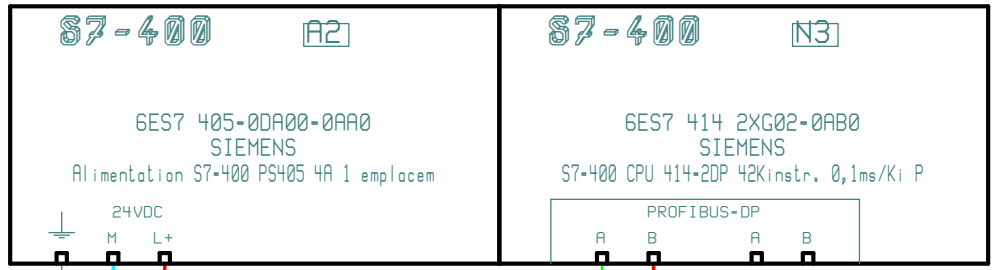 S7-400 A2
6ES7 405-0DA00-0AA0
SIEMENS
Alimentation S7-400 PS405 4A 1 emplacem
24VDC
M L+
S7-400 N3
6ES7 414 2XG02-0AB0
SIEMENS
S7-400 CPU 414-2DP 42Kinstr. 0,1ms/Ki P
PROFIBUS-DP
A B A B